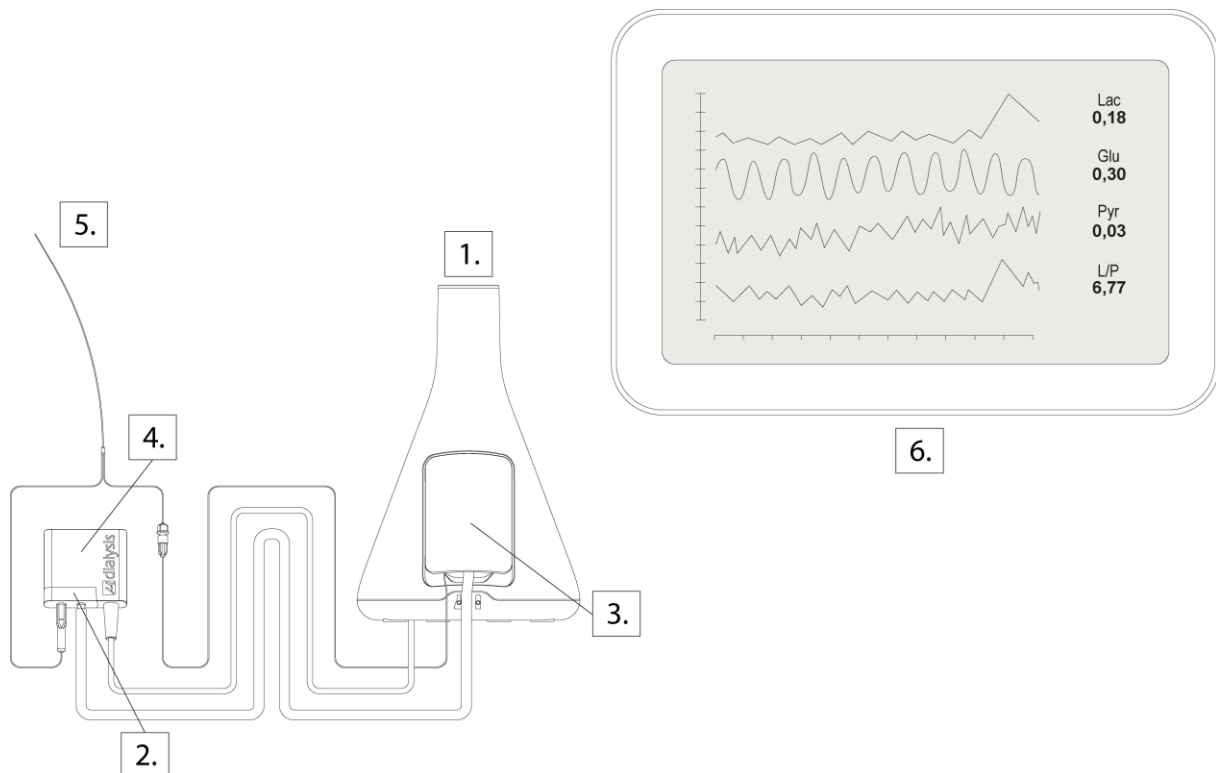 Lac
0,18
Glu
0,30
Pyr
0,03
L/P
6,77
5.
1.
4.
6.
dialysis
3.
2.